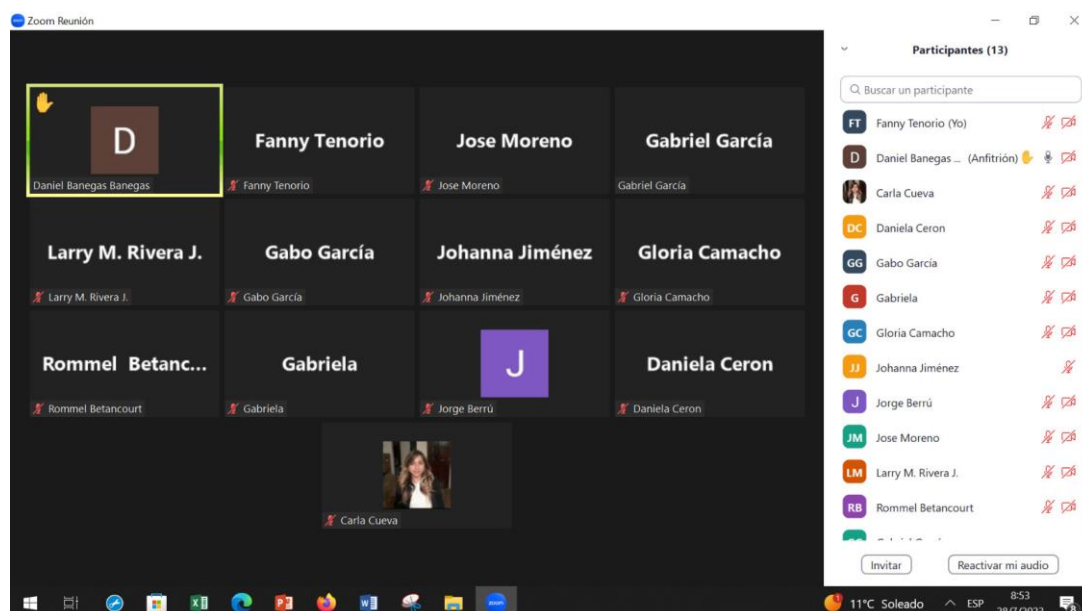 Zoom Reunión
Participantes (13)
Buscar un participante
D
Daniel Banegas Banegas
Fanny Tenorio
Fanny Tenorio
Jose Moreno
Jose Moreno
Gabriel García
Gabriel García
Larry M. Rivera J.
Larry M. Rivera J.
Gabo García
Gabo García
Johanna Jiménez
Johanna Jiménez
Gloria Camacho
Gloria Camacho
Rommel Betanc...
Rommel Betancourt
Gabriela
Gabriela
J
Jorge Berrú
Daniela Ceron
Daniela Ceron
Carla Cueva
FT Fanny Tenorio (Yo)
D Daniel Banegas ... (Anfitrión)
Carla Cueva
DC Daniela Ceron
GG Gabo García
G Gabriela
GC Gloria Camacho
JJ Johanna Jiménez
J Jorge Berrú
JM Jose Moreno
LM Larry M. Rivera J.
RB Rommel Betancourt
Invitar
Reactivar mi audio
zoom
11°C Soleado
ESP
8:53